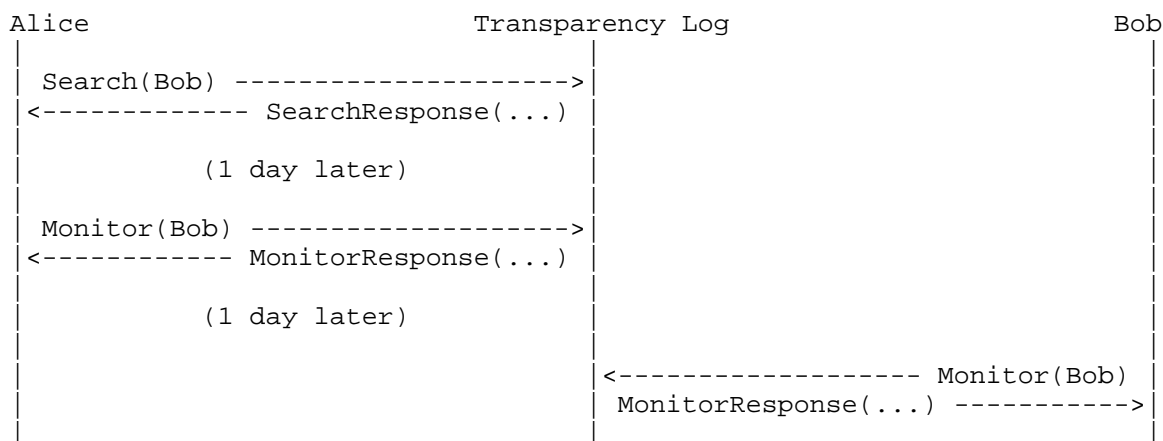 Alice Transparency Log Bob
Search(Bob) --------------------->
<------------- SearchResponse(...)
(1 day later)
Monitor(Bob) -------------------->
<------------ MonitorResponse(...)
(1 day later)
<------------------- Monitor(Bob)
MonitorResponse(...) ----------->